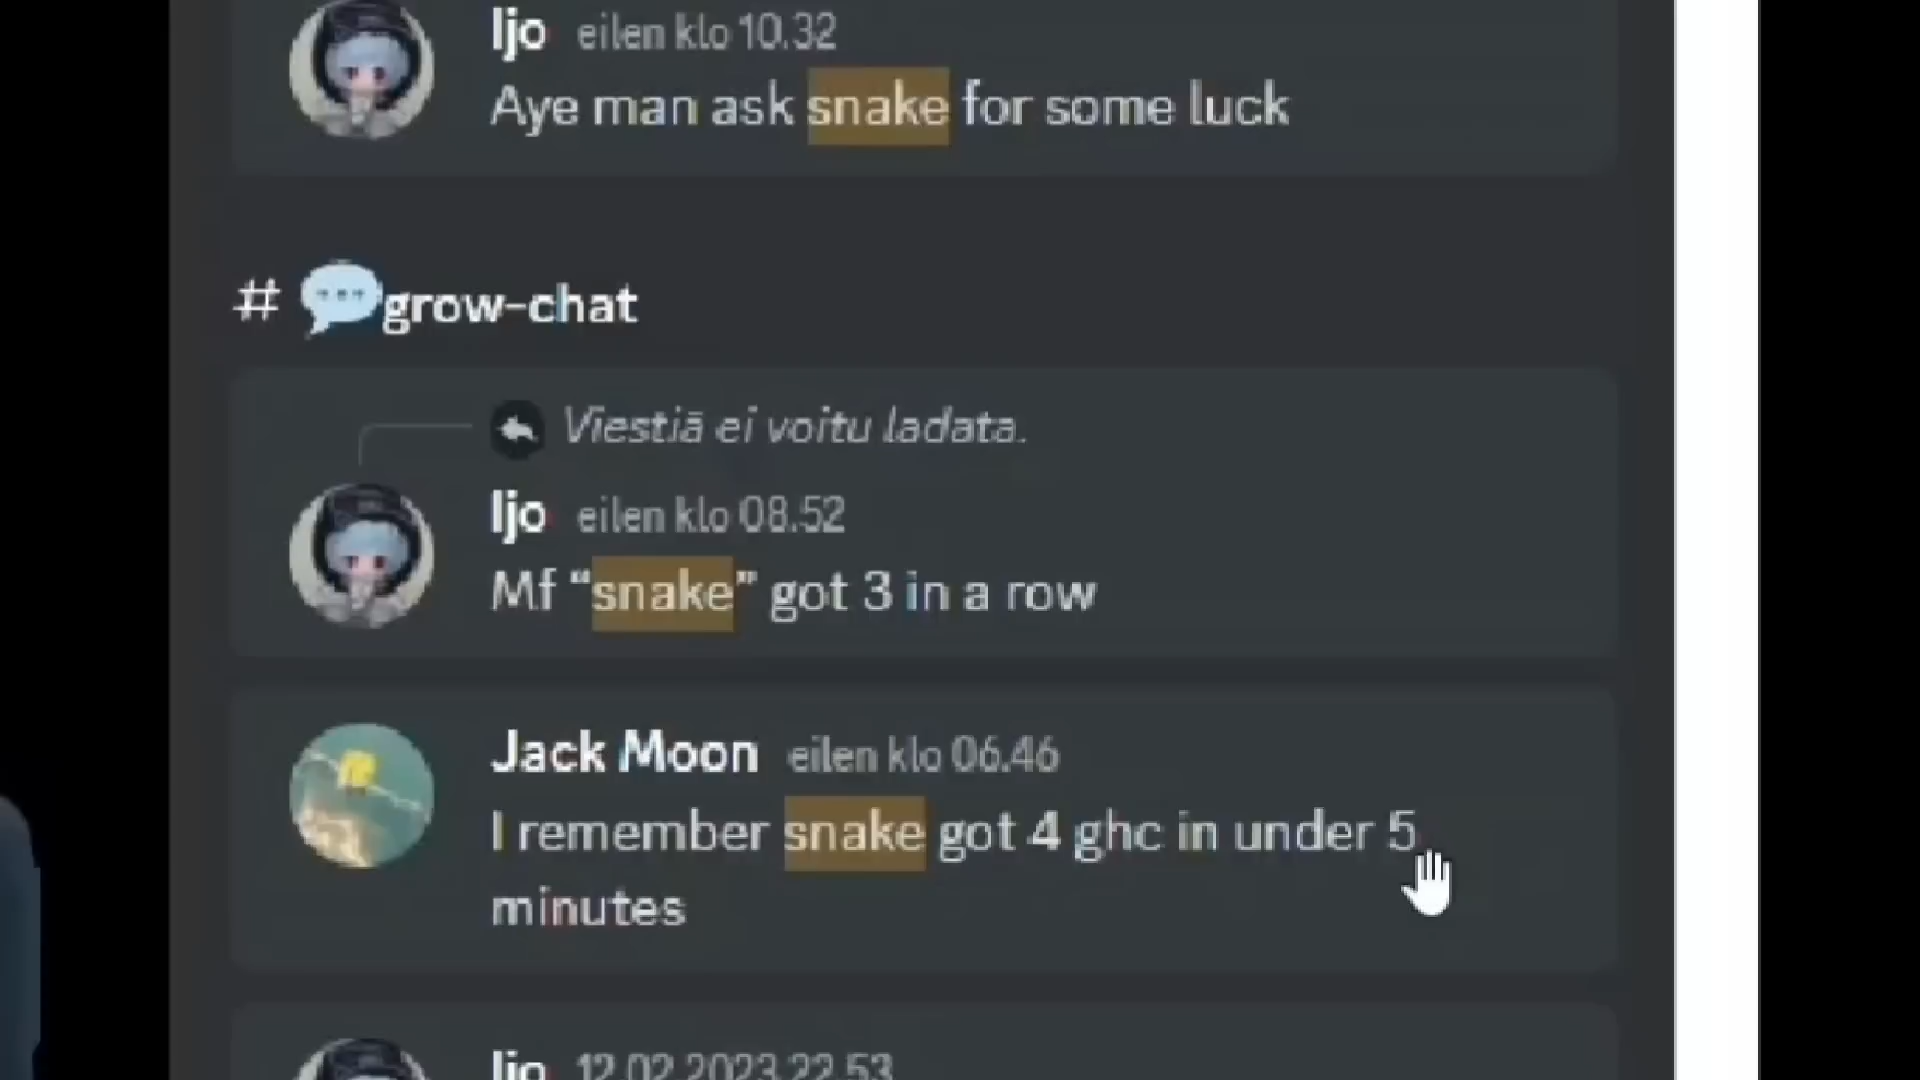 Ijo eilen klo 10.32
Aye man ask snake for some luck
# 💬grow-chat
Viestiä ei voitu ladata.
Ijo eilen klo 08.52
Mf “snake” got 3 in a row
Jack Moon eilen klo 06.46
I remember snake got 4 ghc in under 5
minutes
Ijo 12.02.2023 22.53